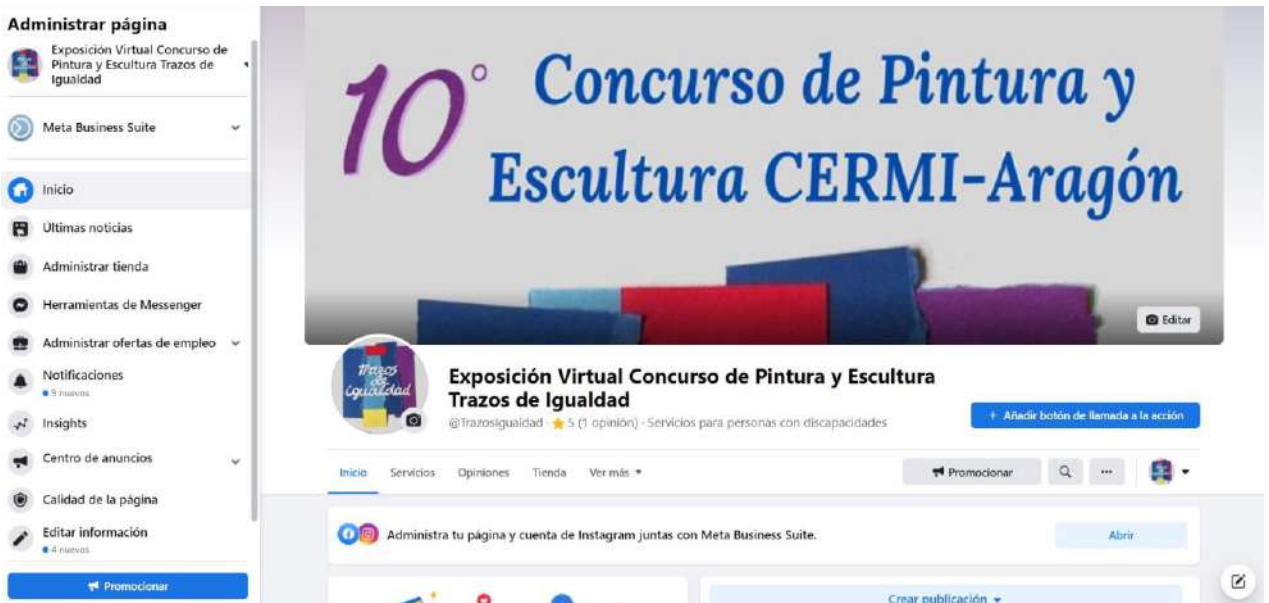 Administrar página
Exposición Virtual Concurso de
Pintura y Escultura Trazos de
Igualdad
Meta Business Suite
Inicio
Últimas noticias
Administrar tienda
Herramientas de Messenger
Administrar ofertas de empleo
Notificaciones
9 nuevos
Insights
Centro de anuncios
Calidad de la página
Editar información
4 nuevos
Promocionar
10° Concurso de Pintura y
Escultura CERMI-Aragón
Editar
Trazos
de
igualdad
Exposición Virtual Concurso de Pintura y Escultura
Trazos de Igualdad
@TrazosIgualdad · 5 (1 opinión) · Servicios para personas con discapacidades
+ Añadir botón de llamada a la acción
Inicio Servicios Opiniones Tienda Ver más
Promocionar
Administra tu página y cuenta de Instagram juntas con Meta Business Suite.
Abrir
Crear publicación